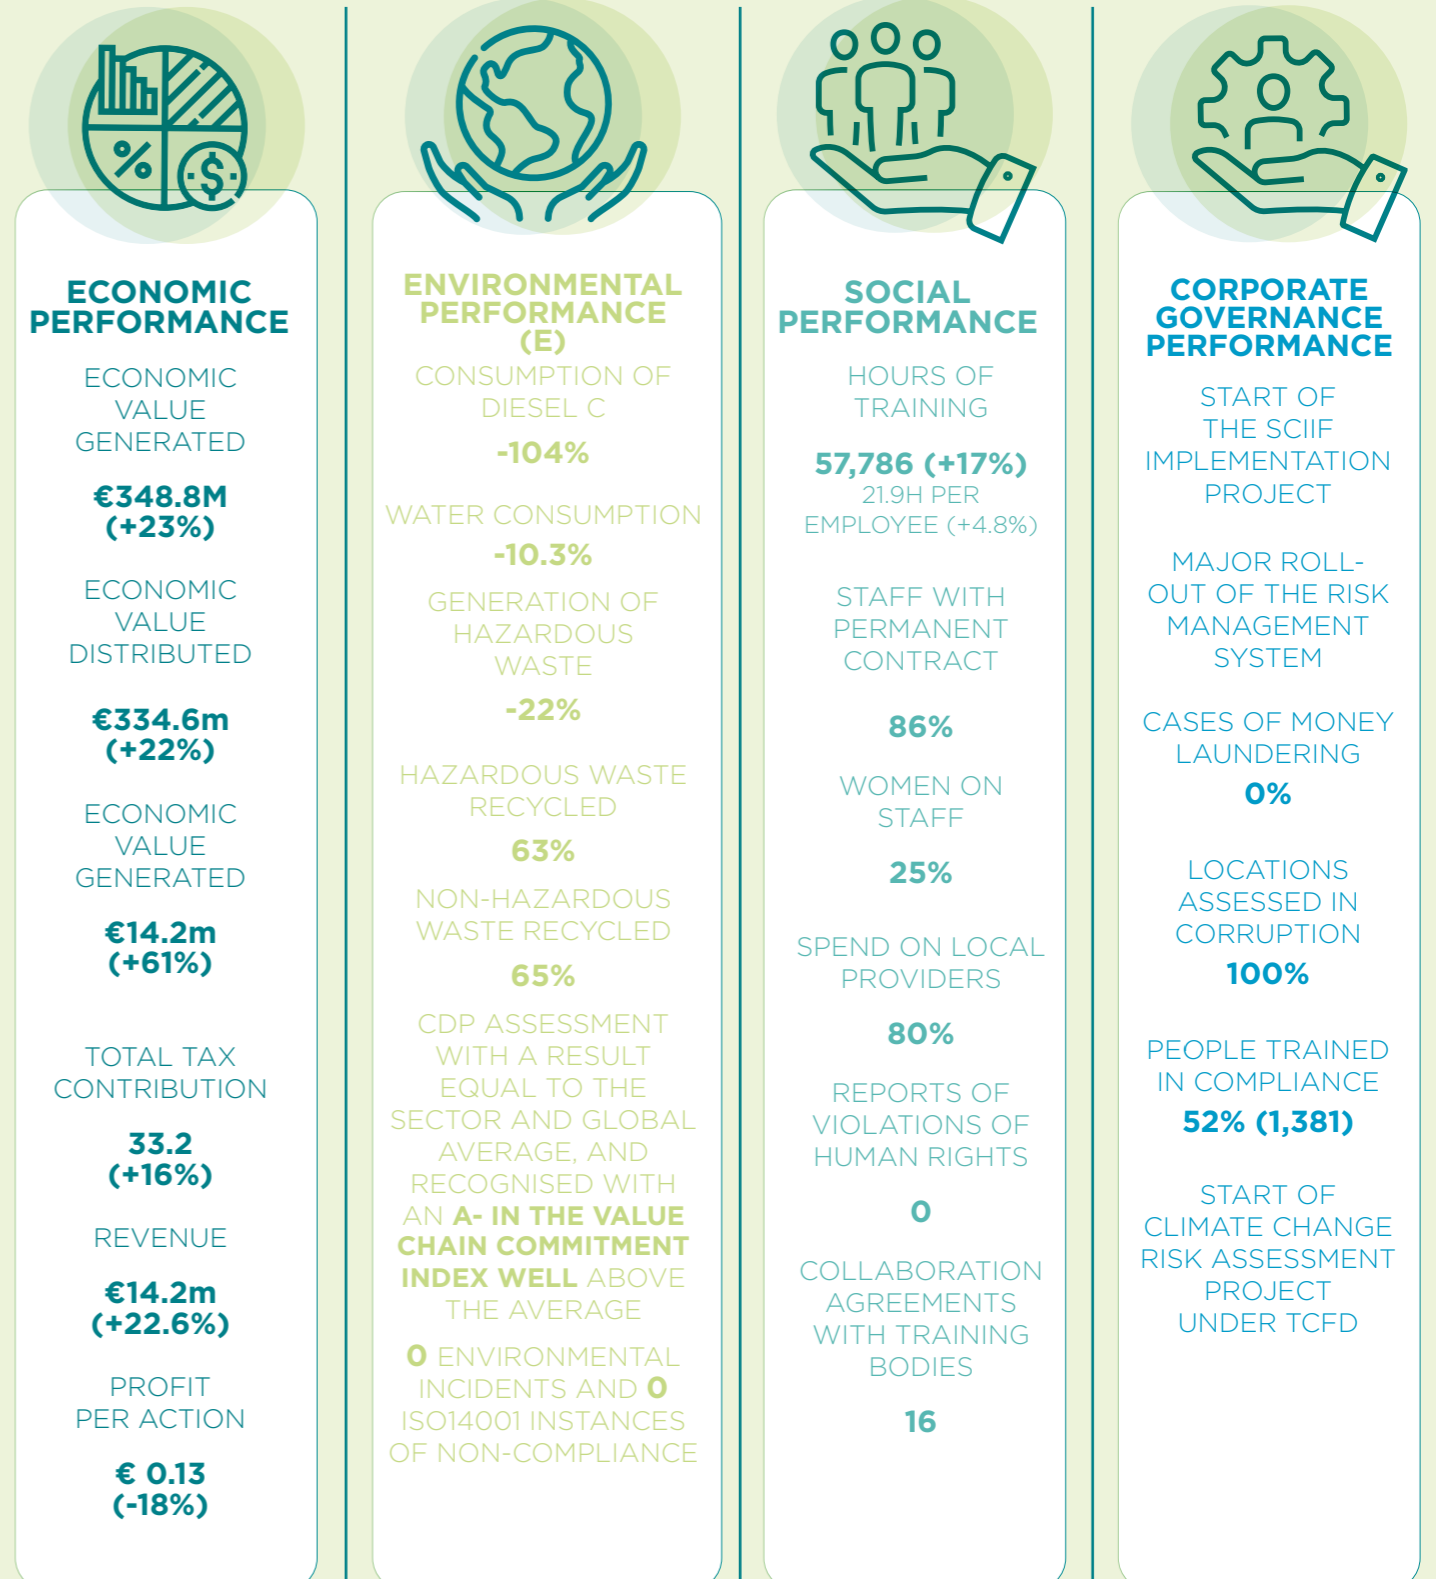 %
$
ECONOMIC
PERFORMANCE
ECONOMIC
VALUE
GENERATED
€348.8M
(+23%)
ECONOMIC
VALUE
DISTRIBUTED
€334.6m
(+22%)
ECONOMIC
VALUE
GENERATED
€14.2m
(+61%)
TOTAL TAX
CONTRIBUTION
33.2
(+16%)
REVENUE
€14.2m
(+22.6%)
PROFIT
PER ACTION
€ 0.13
(-18%)
ENVIRONMENTAL
PERFORMANCE
(E)
CONSUMPTION OF
DIESEL C
-104%
WATER CONSUMPTION
-10.3%
GENERATION OF
HAZARDOUS
WASTE
-22%
HAZARDOUS WASTE
RECYCLED
63%
NON-HAZARDOUS
WASTE RECYCLED
65%
CDP ASSESSMENT
WITH A RESULT
EQUAL TO THE
SECTOR AND GLOBAL
AVERAGE, AND
RECOGNISED WITH
AN A- IN THE VALUE
CHAIN COMMITMENT
INDEX WELL ABOVE
THE AVERAGE
0 ENVIRONMENTAL
INCIDENTS AND 0
ISO14001 INSTANCES
OF NON-COMPLIANCE
SOCIAL
PERFORMANCE
HOURS OF
TRAINING
57,786 (+17%)
21.9H PER
EMPLOYEE (+4.8%)
STAFF WITH
PERMANENT
CONTRACT
86%
WOMEN ON
STAFF
25%
SPEND ON LOCAL
PROVIDERS
80%
REPORTS OF
VIOLATIONS OF
HUMAN RIGHTS
0
COLLABORATION
AGREEMENTS
WITH TRAINING
BODIES
16
CORPORATE
GOVERNANCE
PERFORMANCE
START OF
THE SCIIF
IMPLEMENTATION
PROJECT
MAJOR ROLL-
OUT OF THE RISK
MANAGEMENT
SYSTEM
CASES OF MONEY
LAUNDERING
0%
LOCATIONS
ASSESSED IN
CORRUPTION
100%
PEOPLE TRAINED
IN COMPLIANCE
52% (1,381)
START OF
CLIMATE CHANGE
RISK ASSESSMENT
PROJECT
UNDER TCFD